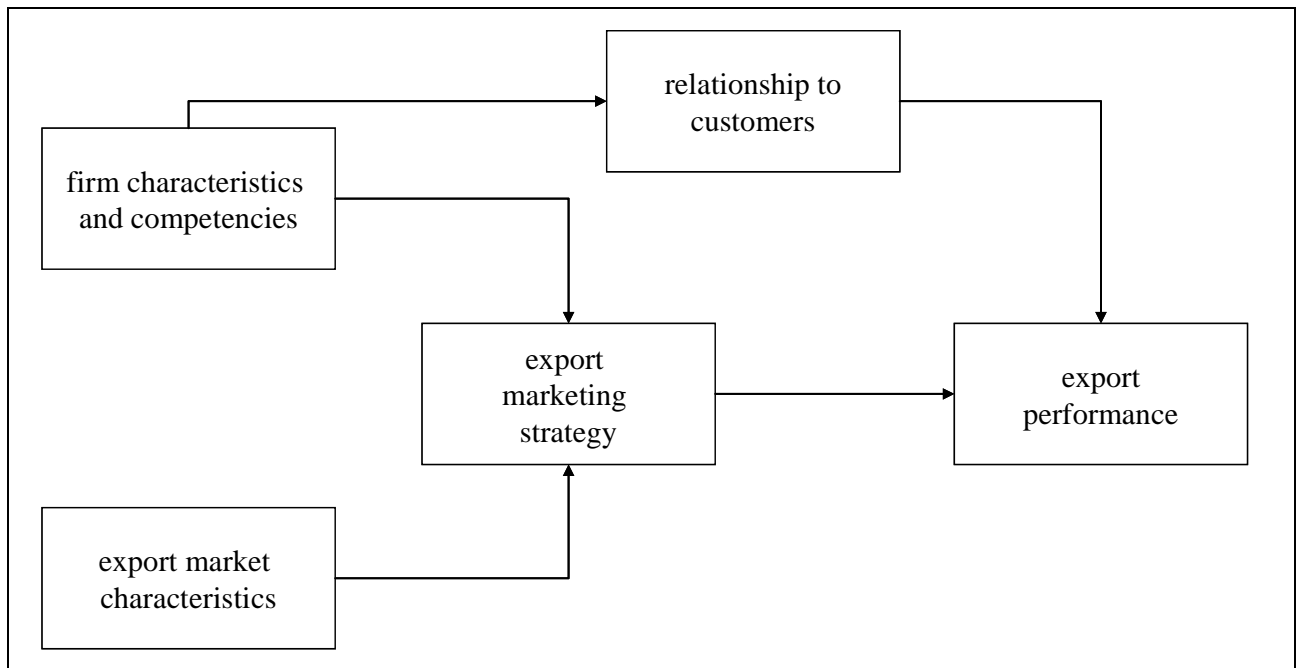 relationship to
customers
firm characteristics
and competencies
export
marketing
strategy
export
performance
export market
characteristics